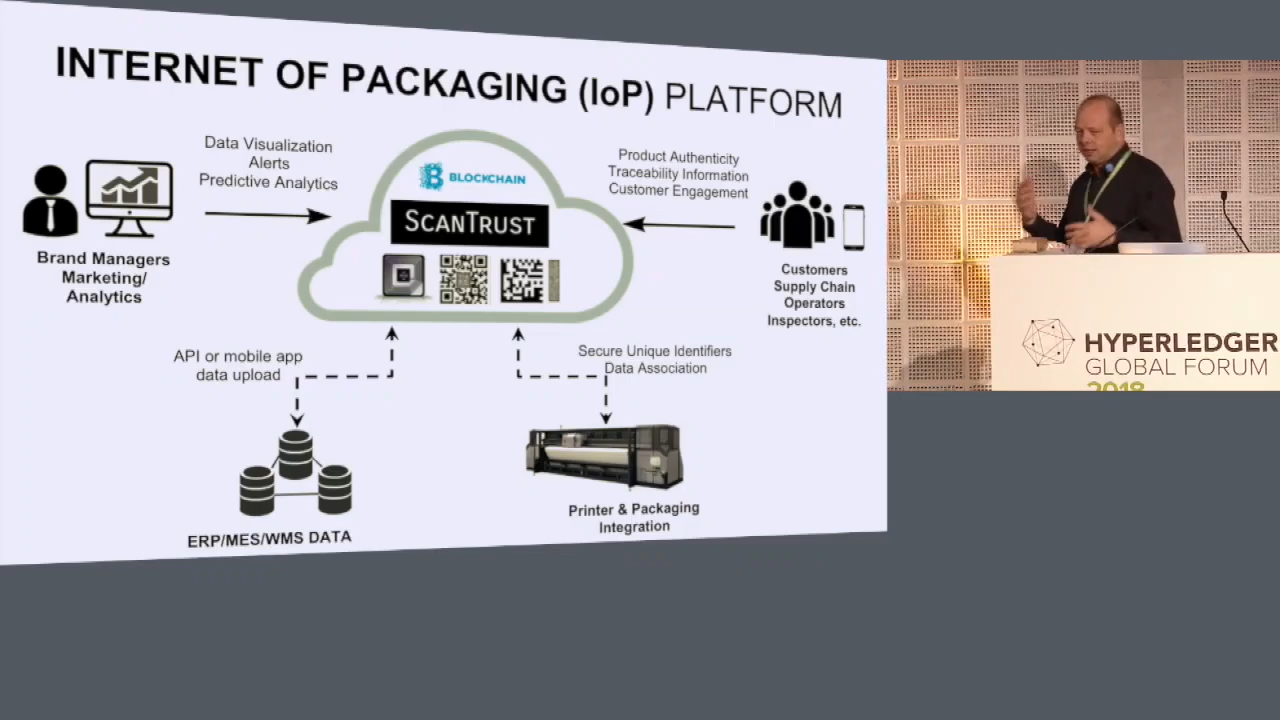 INTERNET OF PACKAGING (IoP) PLATFORM
Data Visualization
Alerts
Predictive Analytics
Brand Managers
Marketing/
Analytics
BLOCKCHAIN
SCANTRUST
Product Authenticity
Traceability Information
Customer Engagement
Customers
Supply Chain
Operators
Inspectors, etc.
API or mobile app
data upload
ERP/MES/WMS DATA
Secure Unique Identifiers
Data Association
Printer & Packaging
Integration
HYPERLEDGER
GLOBAL FORUM
2018